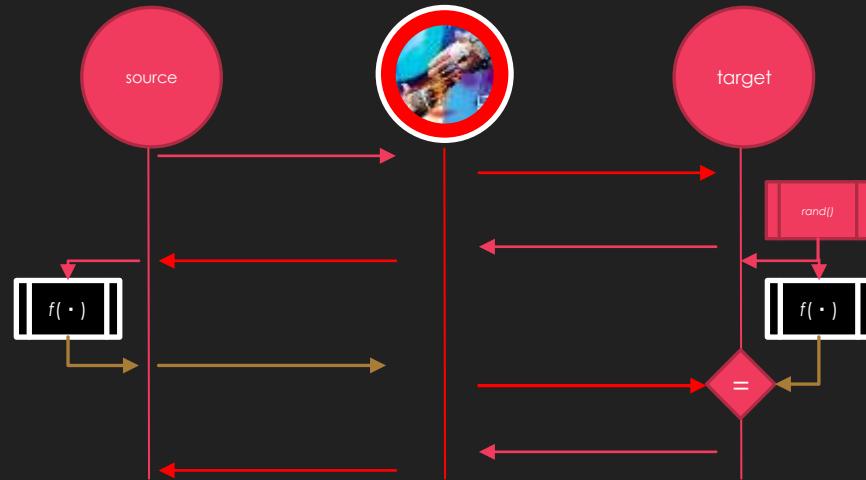 source
target
rand()
f( · )
f( · )
=